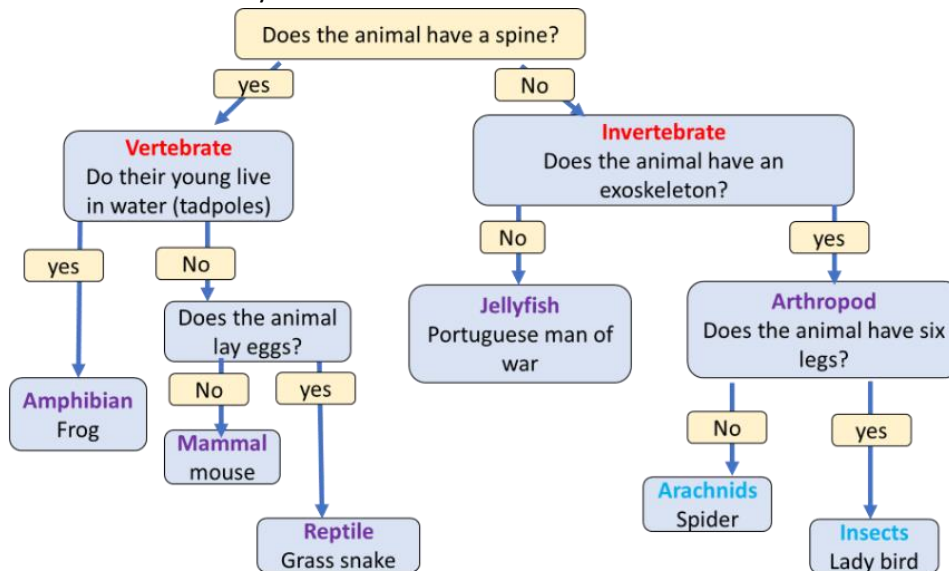 Does the animal have a spine?
yes
No
Vertebrate
Do their young live
in water (tadpoles)
Invertebrate
Does the animal have an
exoskeleton?
yes
No
No
yes
Does the animal
lay eggs?
Jellyfish
Portuguese man of
war
Arthropod
Does the animal have six
legs?
No
yes
Amphibian
Frog
Mammal
mouse
No
yes
Arachnids
Spider
Reptile
Grass snake
Insects
Lady bird